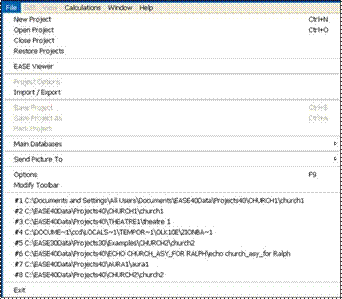 File Edit View Calculations Window Help
New Project Ctrl+N
Open Project Ctrl+O
Close Project
Restore Projects
EASE Viewer
Project Options
Import / Export
Save Project Ctrl+S
Save Project As Ctrl+A
Pack Project
Main Databases
Send Picture To
Options F9
Modify Toolbar
#1 C:\Documents and Settings\All Users\Documents\EASE40Data\Projects40\CHURCH1\church1
#2 C:\EASE40Data\Projects40\CHURCH1\church1
#3 C:\EASE40Data\Projects40\THEATRE1\theatre 1
#4 C:\DOCUME~1\ccd\LOCALS~1\TEMPOR~1\OLK10E\ZIONBA~1
#5 C:\EASE30Data\Projects30\Examples\CHURCH2\church2
#6 C:\EASE40Data\Projects40\ECHO CHURCH_ASY_FOR RALPH\echo church_asy_for Ralph
#7 C:\EASE40Data\Projects40\AURA1\aura1
#8 C:\EASE40Data\Projects40\CHURCH2\church2
Exit